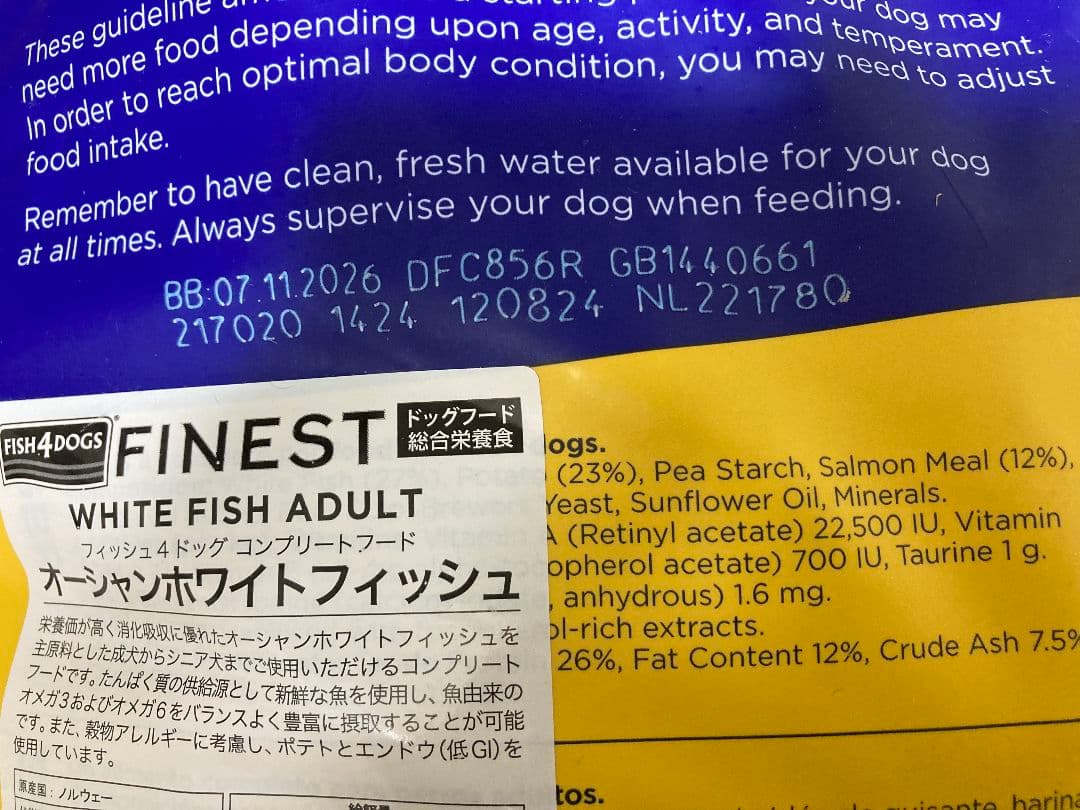 These guideline
your dog may
need more food depending upon age, activity, and temperament.
In order to reach optimal body condition, you may need to adjust
food intake.
Remember to have clean, fresh water available for your dog
at all times. Always supervise your dog when feeding.
BB:07.11.2026 DFC856R GB1440661
217020 1424 120824 NL221780
FISH4DOGS FINEST ドッグフード
総合栄養食
WHITE FISH ADULT
フィッシュ4ドッグ コンプリートフード
オーシャンホワイトフィッシュ
栄養価が高く消化吸収に優れたオーシャンホワイトフィッシュを
主原料とした成犬からシニア犬までご使用いただけるコンプリート
フードです。たんぱく質の供給源として新鮮な魚を使用し、魚由来の
オメガ3およびオメガ6をバランスよく豊富に摂取することが可能
です。また、穀物アレルギーに考慮し、ポテトとエンドウ(低GI)を
使用しています。
原産国:ノルウェー
dogs.
(23%), Pea Starch, Salmon Meal (12%),
Yeast, Sunflower Oil, Minerals.
A (Retinyl acetate) 22,500 IU, Vitamin
opherol acetate) 700 IU, Taurine 1 g.
, anhydrous) 1.6 mg.
ol-rich extracts.
26%, Fat Content 12%, Crude Ash 7.5%
tos.